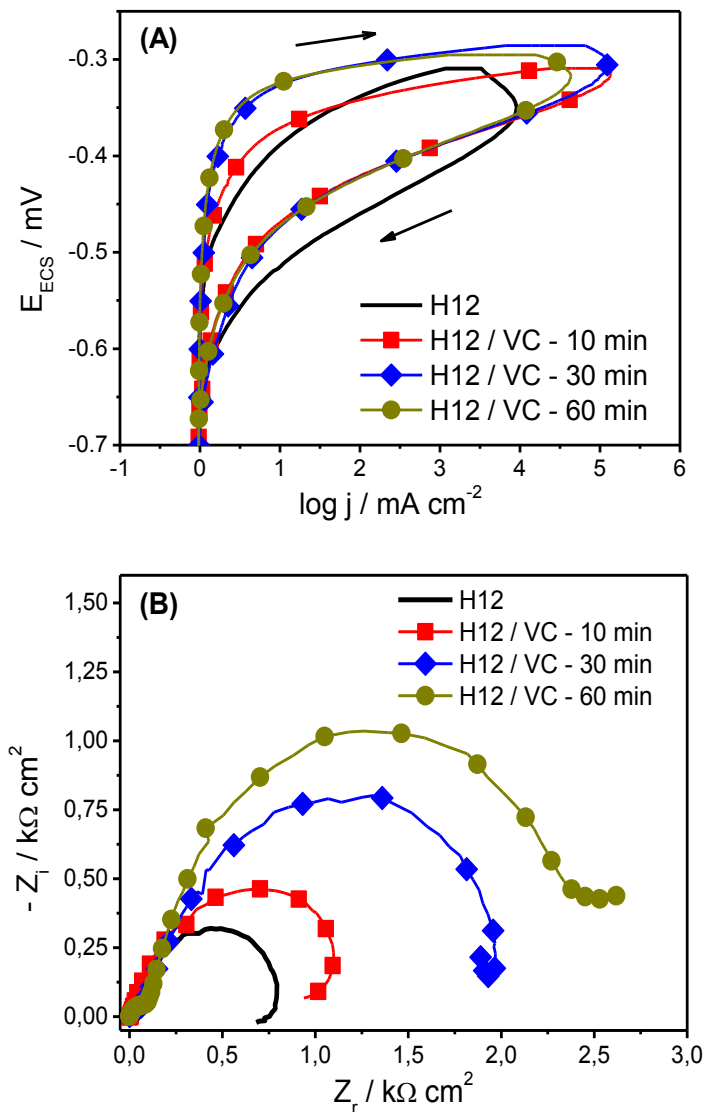 (A)
-0.3
-0.4
-0.5
-0.6
-0.7
E_ECS / mV
H12
H12 / VC - 10 min
H12 / VC - 30 min
H12 / VC - 60 min
-1 0 1 2 3 4 5 6
log j / mA cm⁻²
(B)
1,50
1,25
1,00
0,75
0,50
0,25
0,00
- Z_i / kΩ cm²
H12
H12 / VC - 10 min
H12 / VC - 30 min
H12 / VC - 60 min
0,0 0,5 1,0 1,5 2,0 2,5 3,0
Z_r / kΩ cm²